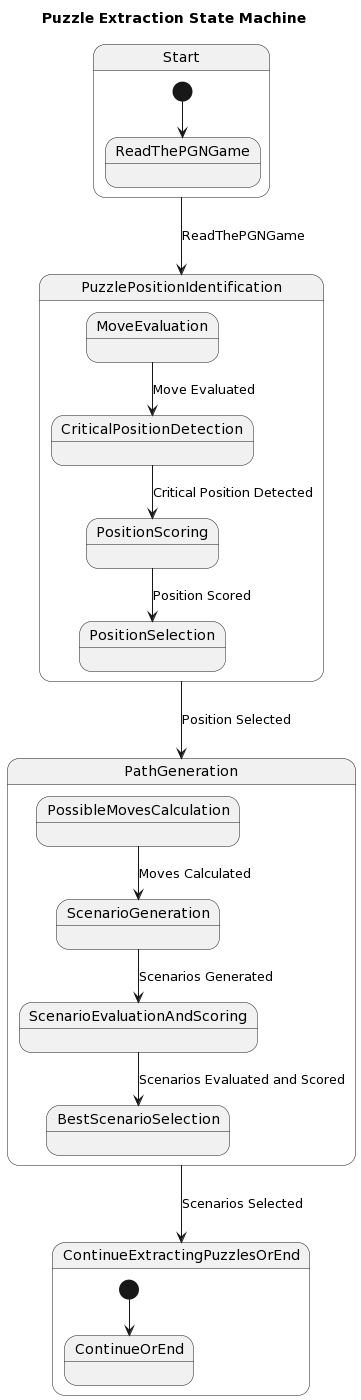 Puzzle Extraction State Machine
Start
ReadThePGNGame
ReadThePGNGame
PuzzlePositionIdentification
MoveEvaluation
Move Evaluated
CriticalPositionDetection
Critical Position Detected
PositionScoring
Position Scored
PositionSelection
Position Selected
PathGeneration
PossibleMovesCalculation
Moves Calculated
ScenarioGeneration
Scenarios Generated
ScenarioEvaluationAndScoring
Scenarios Evaluated and Scored
BestScenarioSelection
Scenarios Selected
ContinueExtractingPuzzlesOrEnd
ContinueOrEnd